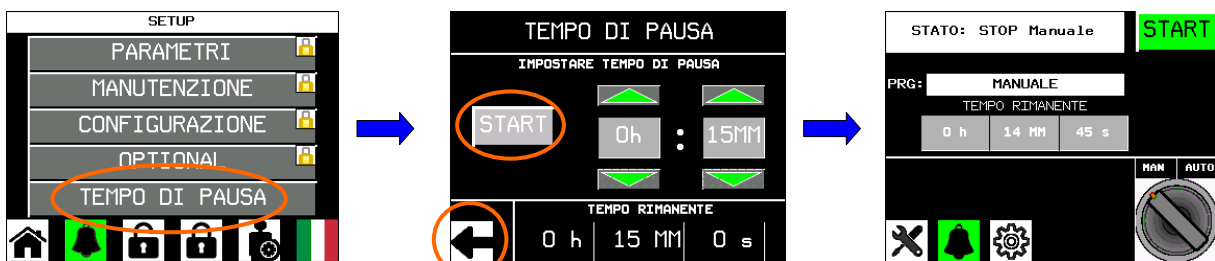 SETUP
PARAMETRI
MANUTENZIONE
CONFIGURAZIONE
OPTIONAL
TEMPO DI PAUSA
TEMPO DI PAUSA
IMPOSTARE TEMPO DI PAUSA
START
0h : 15MM
TEMPO RIMANENTE
0 h 15 MM 0 s
STATO: STOP Manuale
START
PRG: MANUALE
TEMPO RIMANENTE
0 h 14 MM 45 s
MAN AUTO